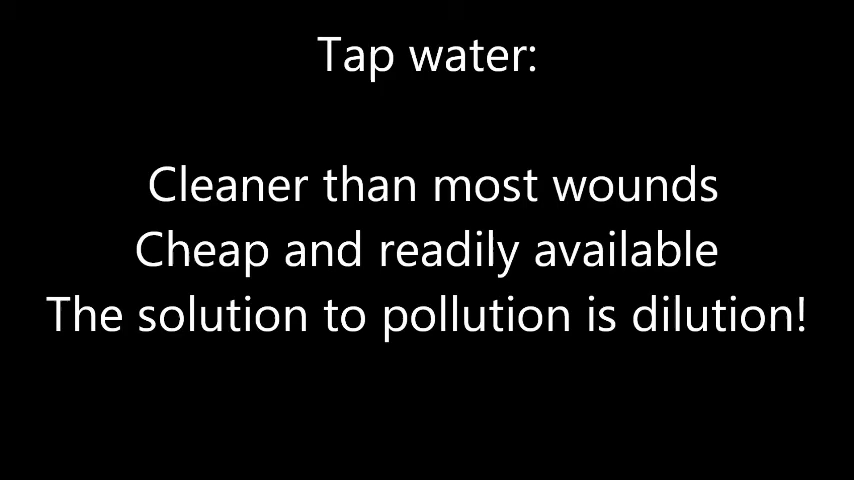 Tap water:
Cleaner than most wounds
Cheap and readily available
The solution to pollution is dilution!